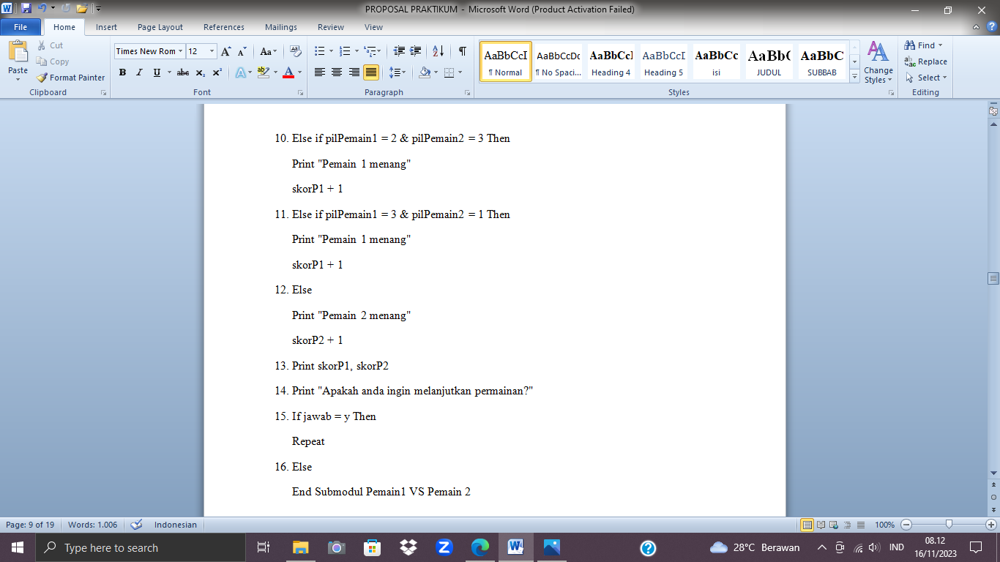 PROPOSAL PRAKTIKUM - Microsoft Word (Product Activation Failed)
File Home Insert Page Layout References Mailings Review View
Paste
Cut
Copy
Format Painter
Clipboard
Times New Rom 12
Font
Paragraph
AaBbCcI AaBbCcDc AaBbCcI AaBbCcI AaBbCc AaBb( AaBbC
¶ Normal ¶ No Spaci... Heading 4 Heading 5 isi JUDUL SUBBAB
Change Styles
Styles
Find
Replace
Select
Editing
10. Else if pilPemain1 = 2 & pilPemain2 = 3 Then
Print "Pemain 1 menang"
skorP1 + 1
11. Else if pilPemain1 = 3 & pilPemain2 = 1 Then
Print "Pemain 1 menang"
skorP1 + 1
12. Else
Print "Pemain 2 menang"
skorP2 + 1
13. Print skorP1, skorP2
14. Print "Apakah anda ingin melanjutkan permainan?"
15. If jawab = y Then
Repeat
16. Else
End Submodul Pemain1 VS Pemain 2
Page: 9 of 19 Words: 1.006 Indonesian 100%
Type here to search 28°C Berawan IND 08.12
16/11/2023